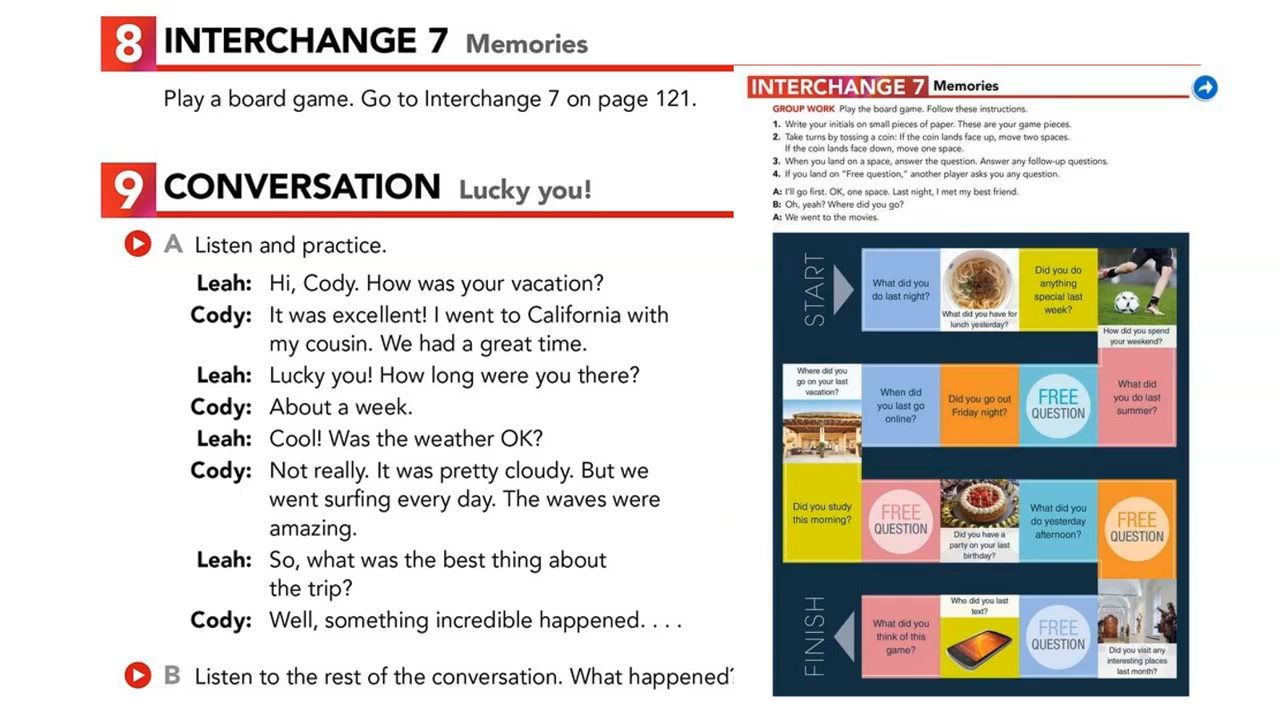 8 INTERCHANGE 7 Memories
Play a board game. Go to Interchange 7 on page 121.
9 CONVERSATION Lucky you!
A Listen and practice.
Leah: Hi, Cody. How was your vacation?
Cody: It was excellent! I went to California with
my cousin. We had a great time.
Leah: Lucky you! How long were you there?
Cody: About a week.
Leah: Cool! Was the weather OK?
Cody: Not really. It was pretty cloudy. But we
went surfing every day. The waves were
amazing.
Leah: So, what was the best thing about
the trip?
Cody: Well, something incredible happened. . . .
B Listen to the rest of the conversation. What happened?
INTERCHANGE 7 Memories
GROUP WORK Play the board game. Follow these instructions.
1. Write your initials on small pieces of paper. These are your game pieces.
2. Take turns by tossing a coin: If the coin lands face up, move two spaces.
If the coin lands face down, move one space.
3. When you land on a space, answer the question. Answer any follow-up questions.
4. If you land on "Free question," another player asks you any question.
A: I'll go first. OK, one space. Last night, I met my best friend.
B: Oh, yeah? Where did you go?
A: We went to the movies.
START
What did you
do last night?
What did you have for
lunch yesterday?
Did you do
anything
special last
week?
How did you spend
your weekend?
What did
you do last
summer?
FREE
QUESTION
Did you go out
Friday night?
When did
you last go
online?
Where did you
go on your last
vacation?
Did you study
this morning?
FREE
QUESTION
Did you have a
party on your last
birthday?
What did you
do yesterday
afternoon?
FREE
QUESTION
Did you visit any
interesting places
last month?
FREE
QUESTION
Who did you last
text?
What did you
think of this
game?
FINISH